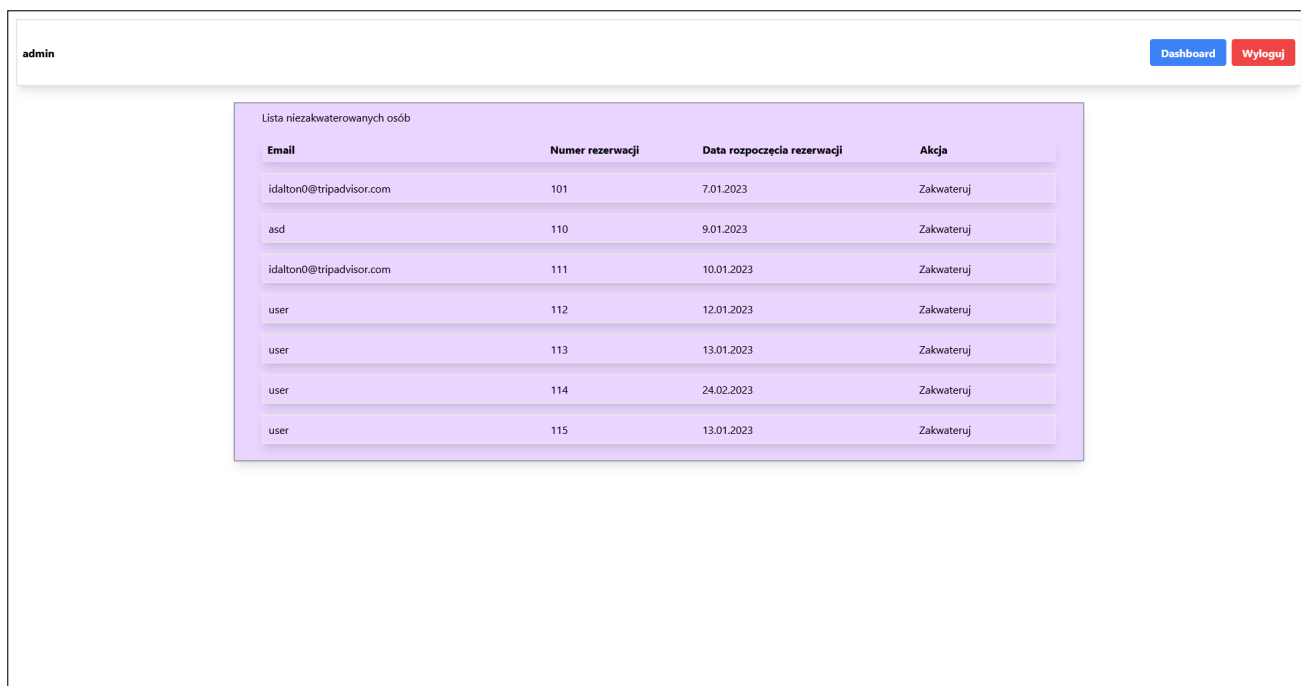 admin Dashboard Wyloguj
Lista niezakwaterowanych osób
Email Numer rezerwacji Data rozpoczęcia rezerwacji Akcja
idalton0@tripadvisor.com 101 7.01.2023 Zakwateruj
asd 110 9.01.2023 Zakwateruj
idalton0@tripadvisor.com 111 10.01.2023 Zakwateruj
user 112 12.01.2023 Zakwateruj
user 113 13.01.2023 Zakwateruj
user 114 24.02.2023 Zakwateruj
user 115 13.01.2023 Zakwateruj